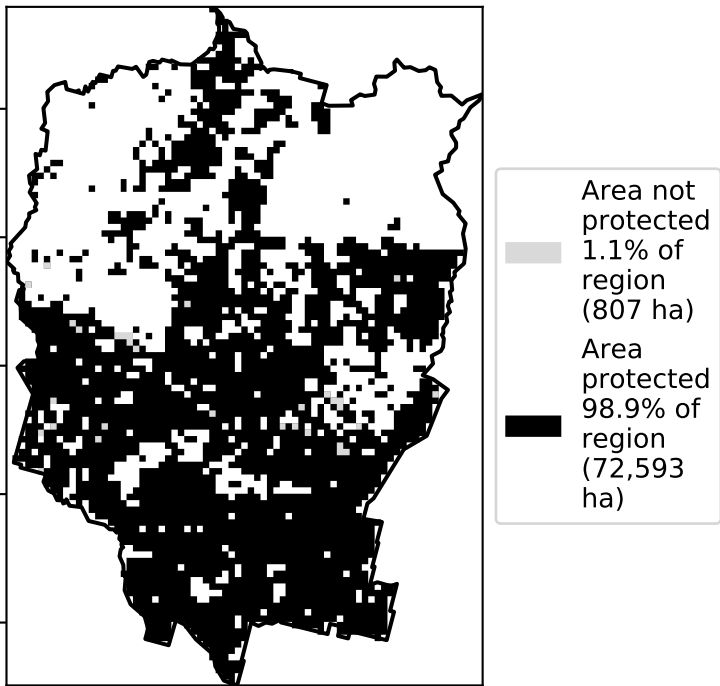 Area not
protected
1.1% of
region
(807 ha)
Area
protected
98.9% of
region
(72,593
ha)